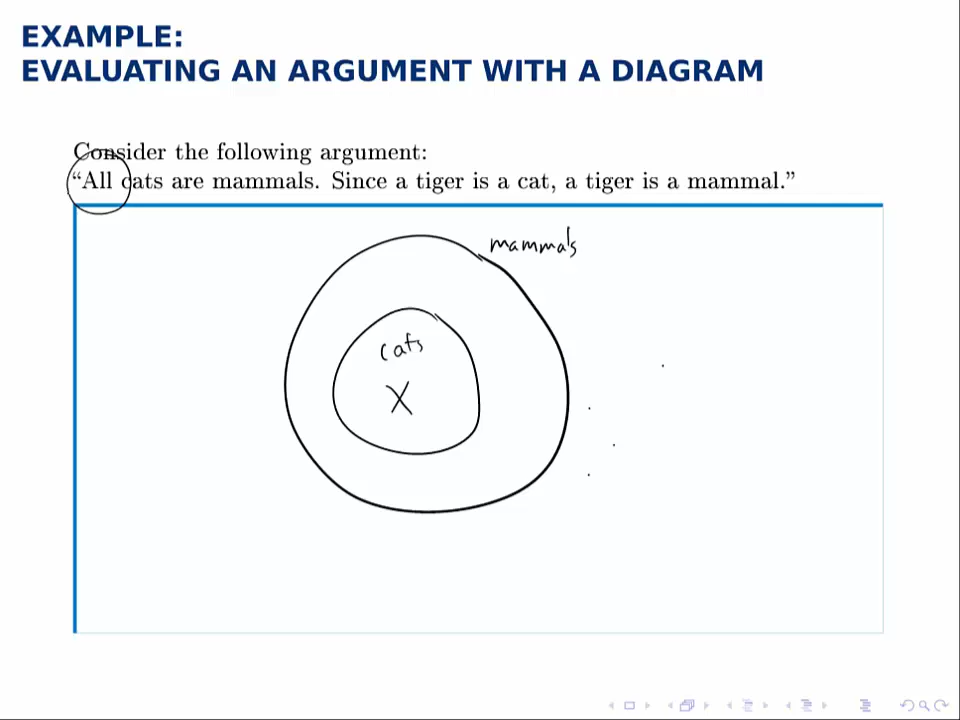 EXAMPLE:
EVALUATING AN ARGUMENT WITH A DIAGRAM
Consider the following argument:
“All cats are mammals. Since a tiger is a cat, a tiger is a mammal.”
mammals
cats
X